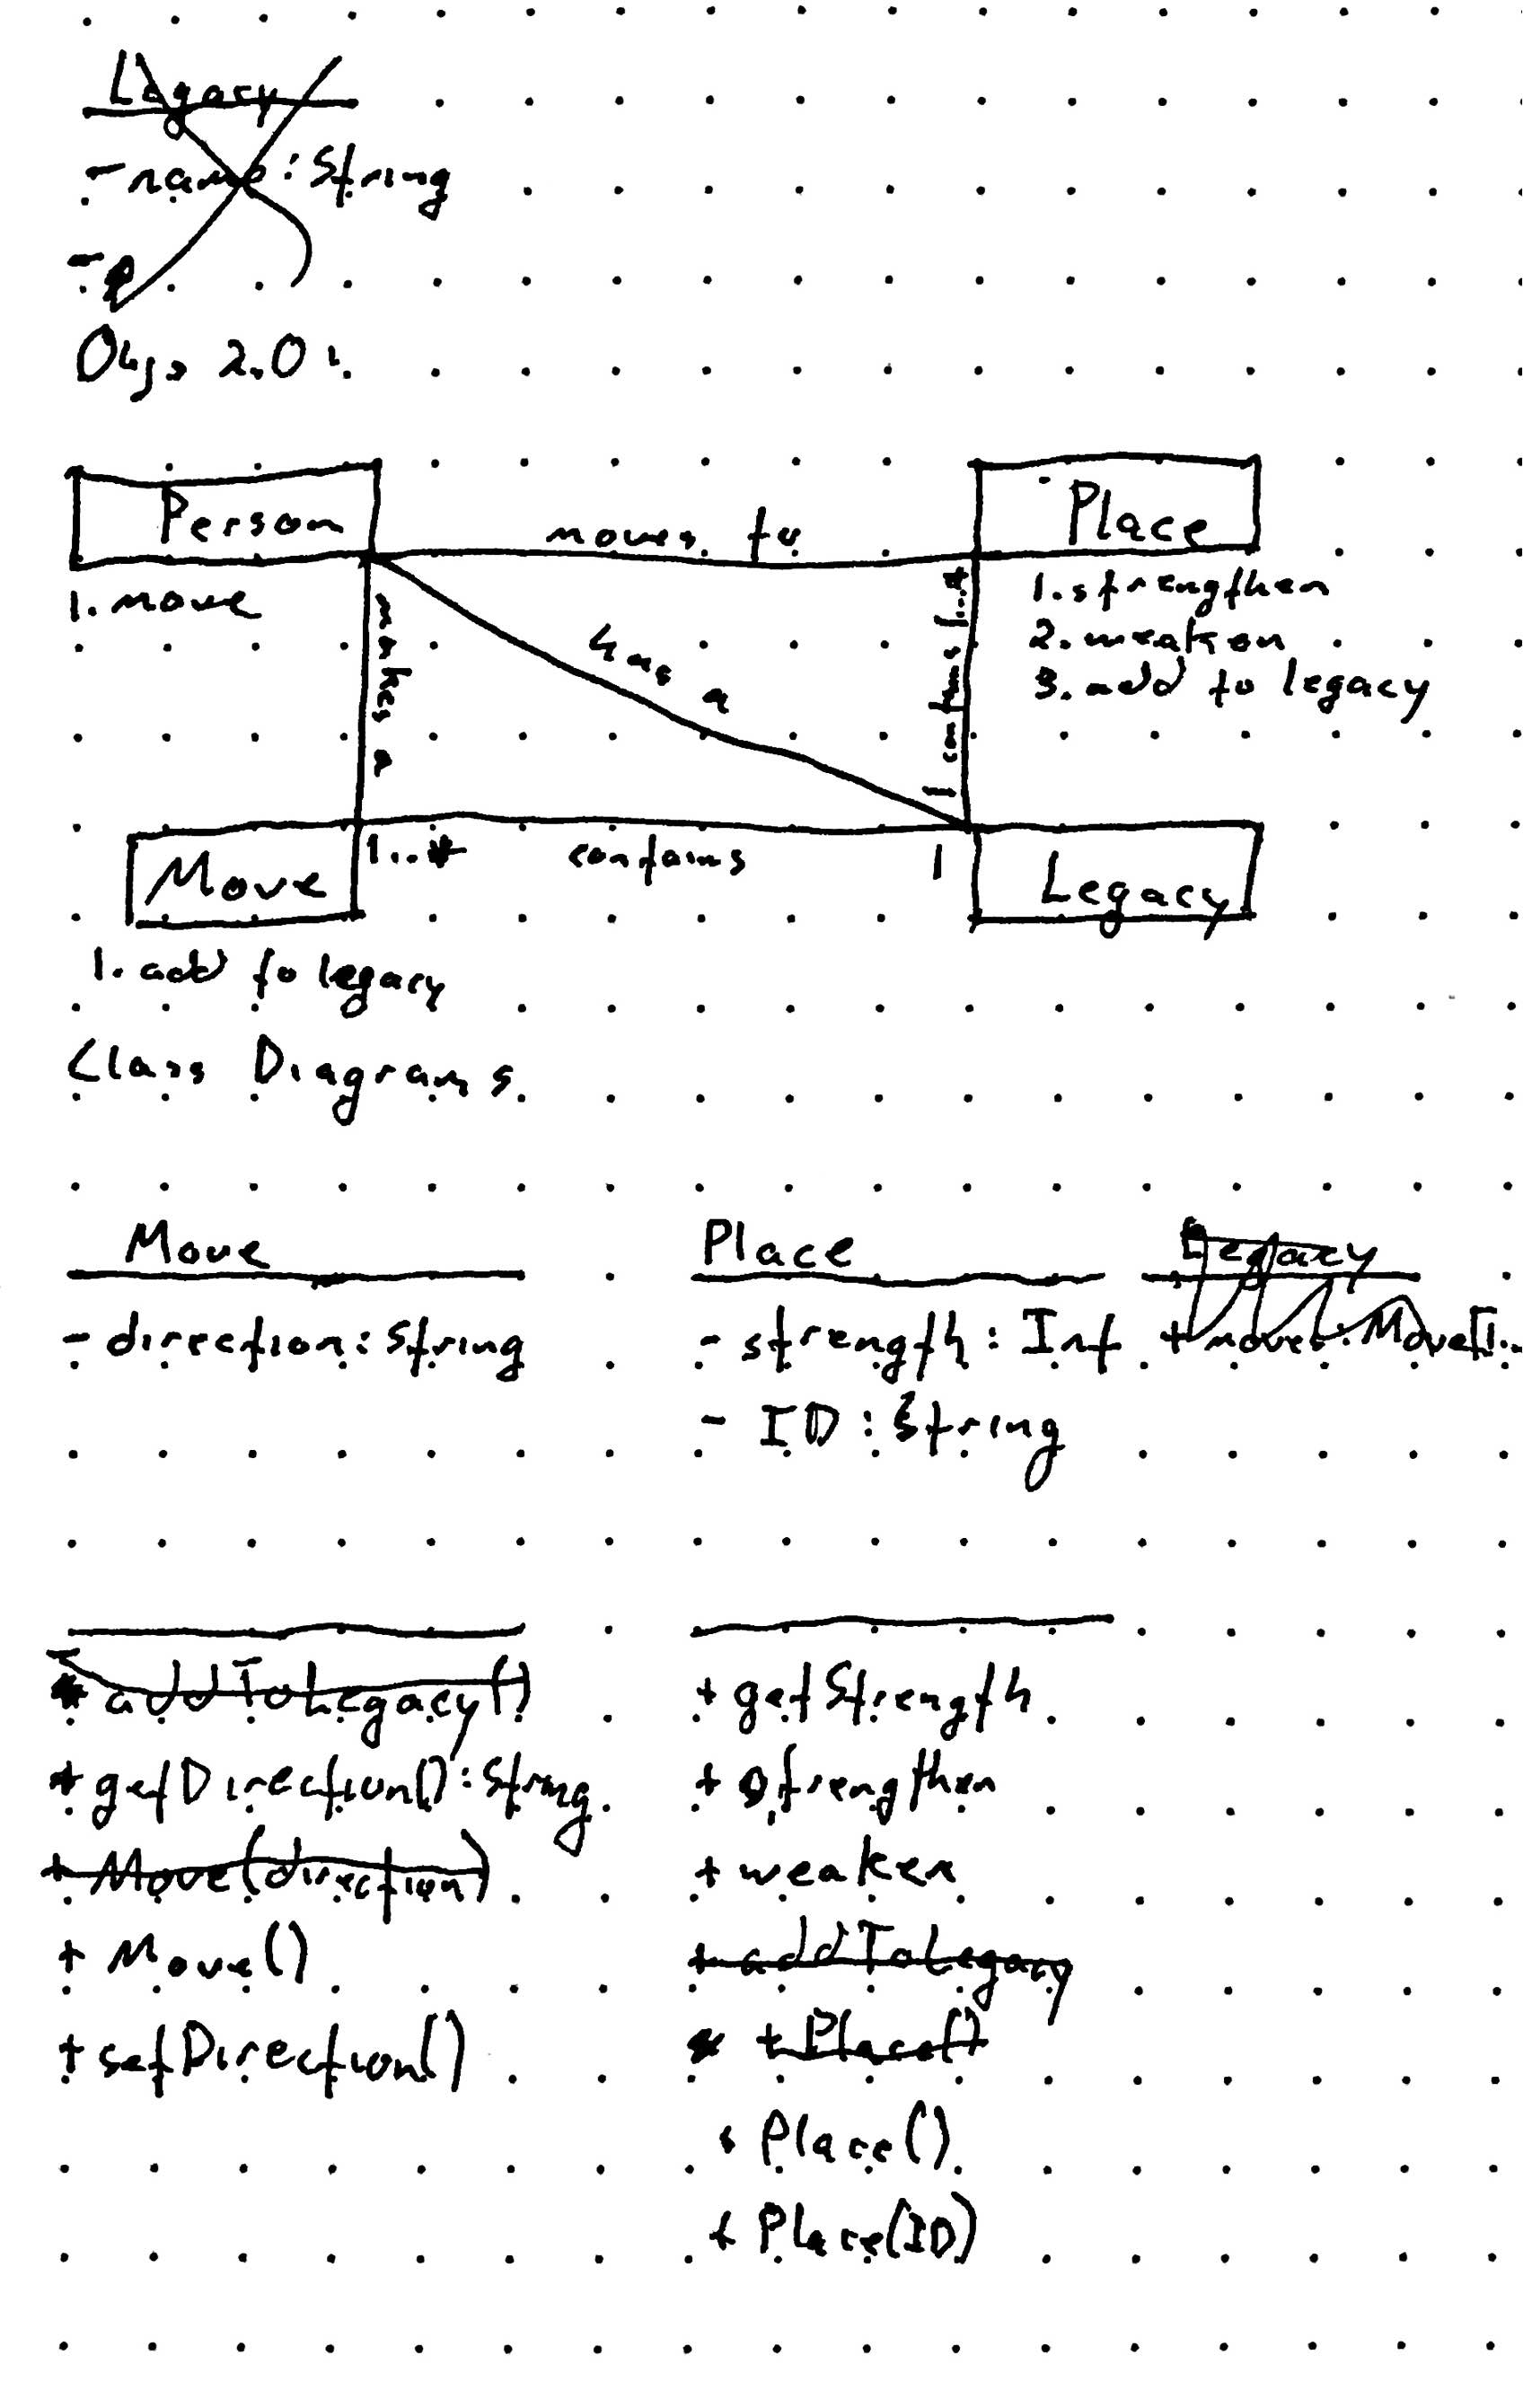 Legacy
- name: String
-
Objs 2.0:
Person
moves to
Place
1. move
makes a
has a
1 contains 1..*
1. strengthen
2. weaken
3. add to legacy
Move
1..* contains 1
Legacy
1. add to legacy
Class Diagrams
Move
- direction: String
addToLegacy()
+ getDirection(): String
+ Move(direction)
+ Move()
+ setDirection()
Place
- strength: Int
- ID: String
+ getStrength
+ strengthen
+ weaken
+ addToLegacy
+ Place()
+ Place()
+ Place(ID)
Legacy
+ moves: Move[1..